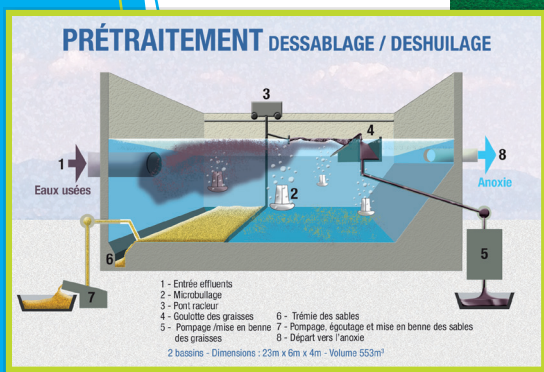 PRÉTRAITEMENT DESSABLAGE / DESHUILAGE
3
4
1
8
Eaux usées
Anoxie
2
5
6
7
1 - Entrée effluents
2 - Microbullage
3 - Pont racleur
4 - Goulotte des graisses
5 - Pompage /mise en benne
des graisses
6 - Trémie des sables
7 - Pompage, égoutage et mise en benne des sables
8 - Départ vers l'anoxie
2 bassins - Dimensions : 23m x 6m x 4m - Volume 553m³